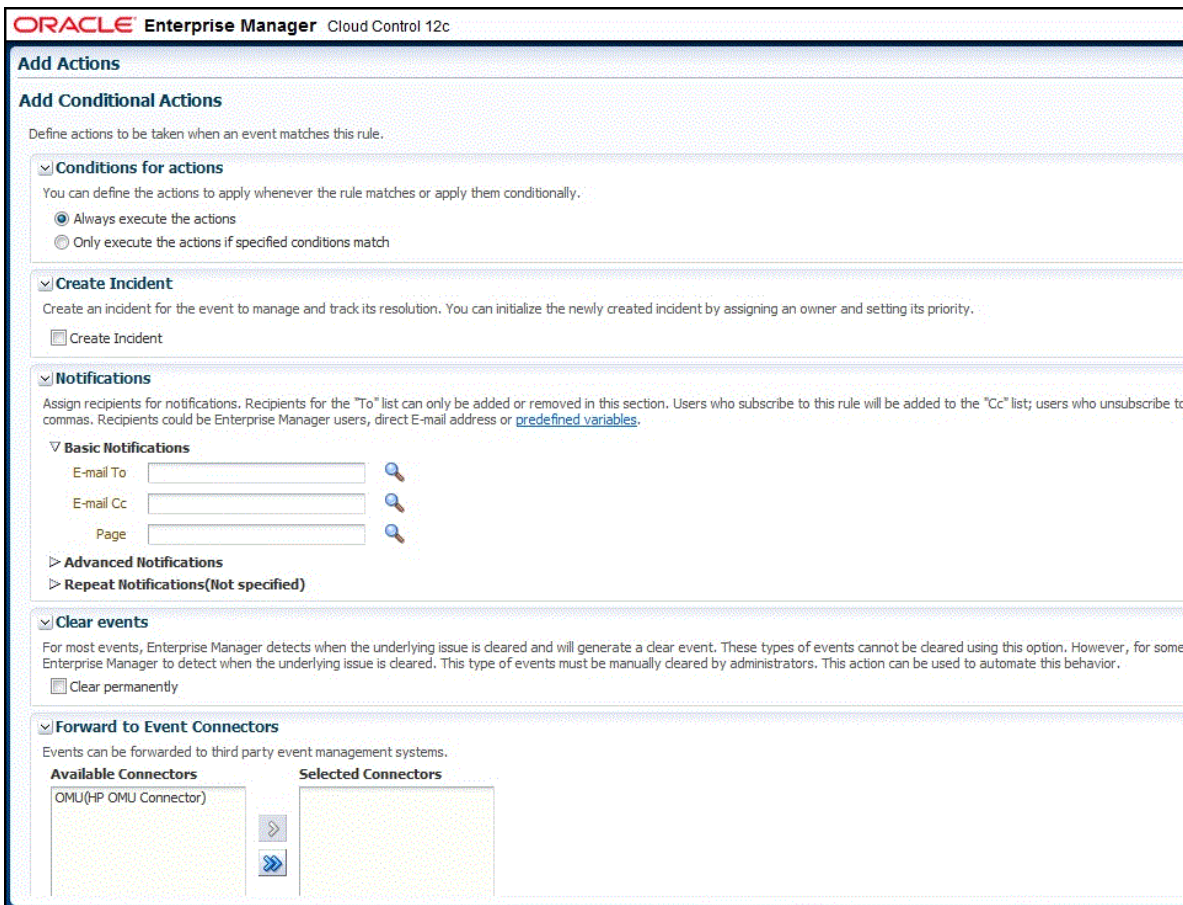 ORACLE Enterprise Manager Cloud Control 12c
Add Actions
Add Conditional Actions
Define actions to be taken when an event matches this rule.
Conditions for actions
You can define the actions to apply whenever the rule matches or apply them conditionally.
Always execute the actions
Only execute the actions if specified conditions match
Create Incident
Create an incident for the event to manage and track its resolution. You can initialize the newly created incident by assigning an owner and setting its priority.
Create Incident
Notifications
Assign recipients for notifications. Recipients for the "To" list can only be added or removed in this section. Users who subscribe to this rule will be added to the "Cc" list; users who unsubscribe to
commas. Recipients could be Enterprise Manager users, direct E-mail address or predefined variables.
Basic Notifications
E-mail To
E-mail Cc
Page
Advanced Notifications
Repeat Notifications(Not specified)
Clear events
For most events, Enterprise Manager detects when the underlying issue is cleared and will generate a clear event. These types of events cannot be cleared using this option. However, for some
Enterprise Manager to detect when the underlying issue is cleared. This type of events must be manually cleared by administrators. This action can be used to automate this behavior.
Clear permanently
Forward to Event Connectors
Events can be forwarded to third party event management systems.
Available Connectors Selected Connectors
OMU(HP OMU Connector)